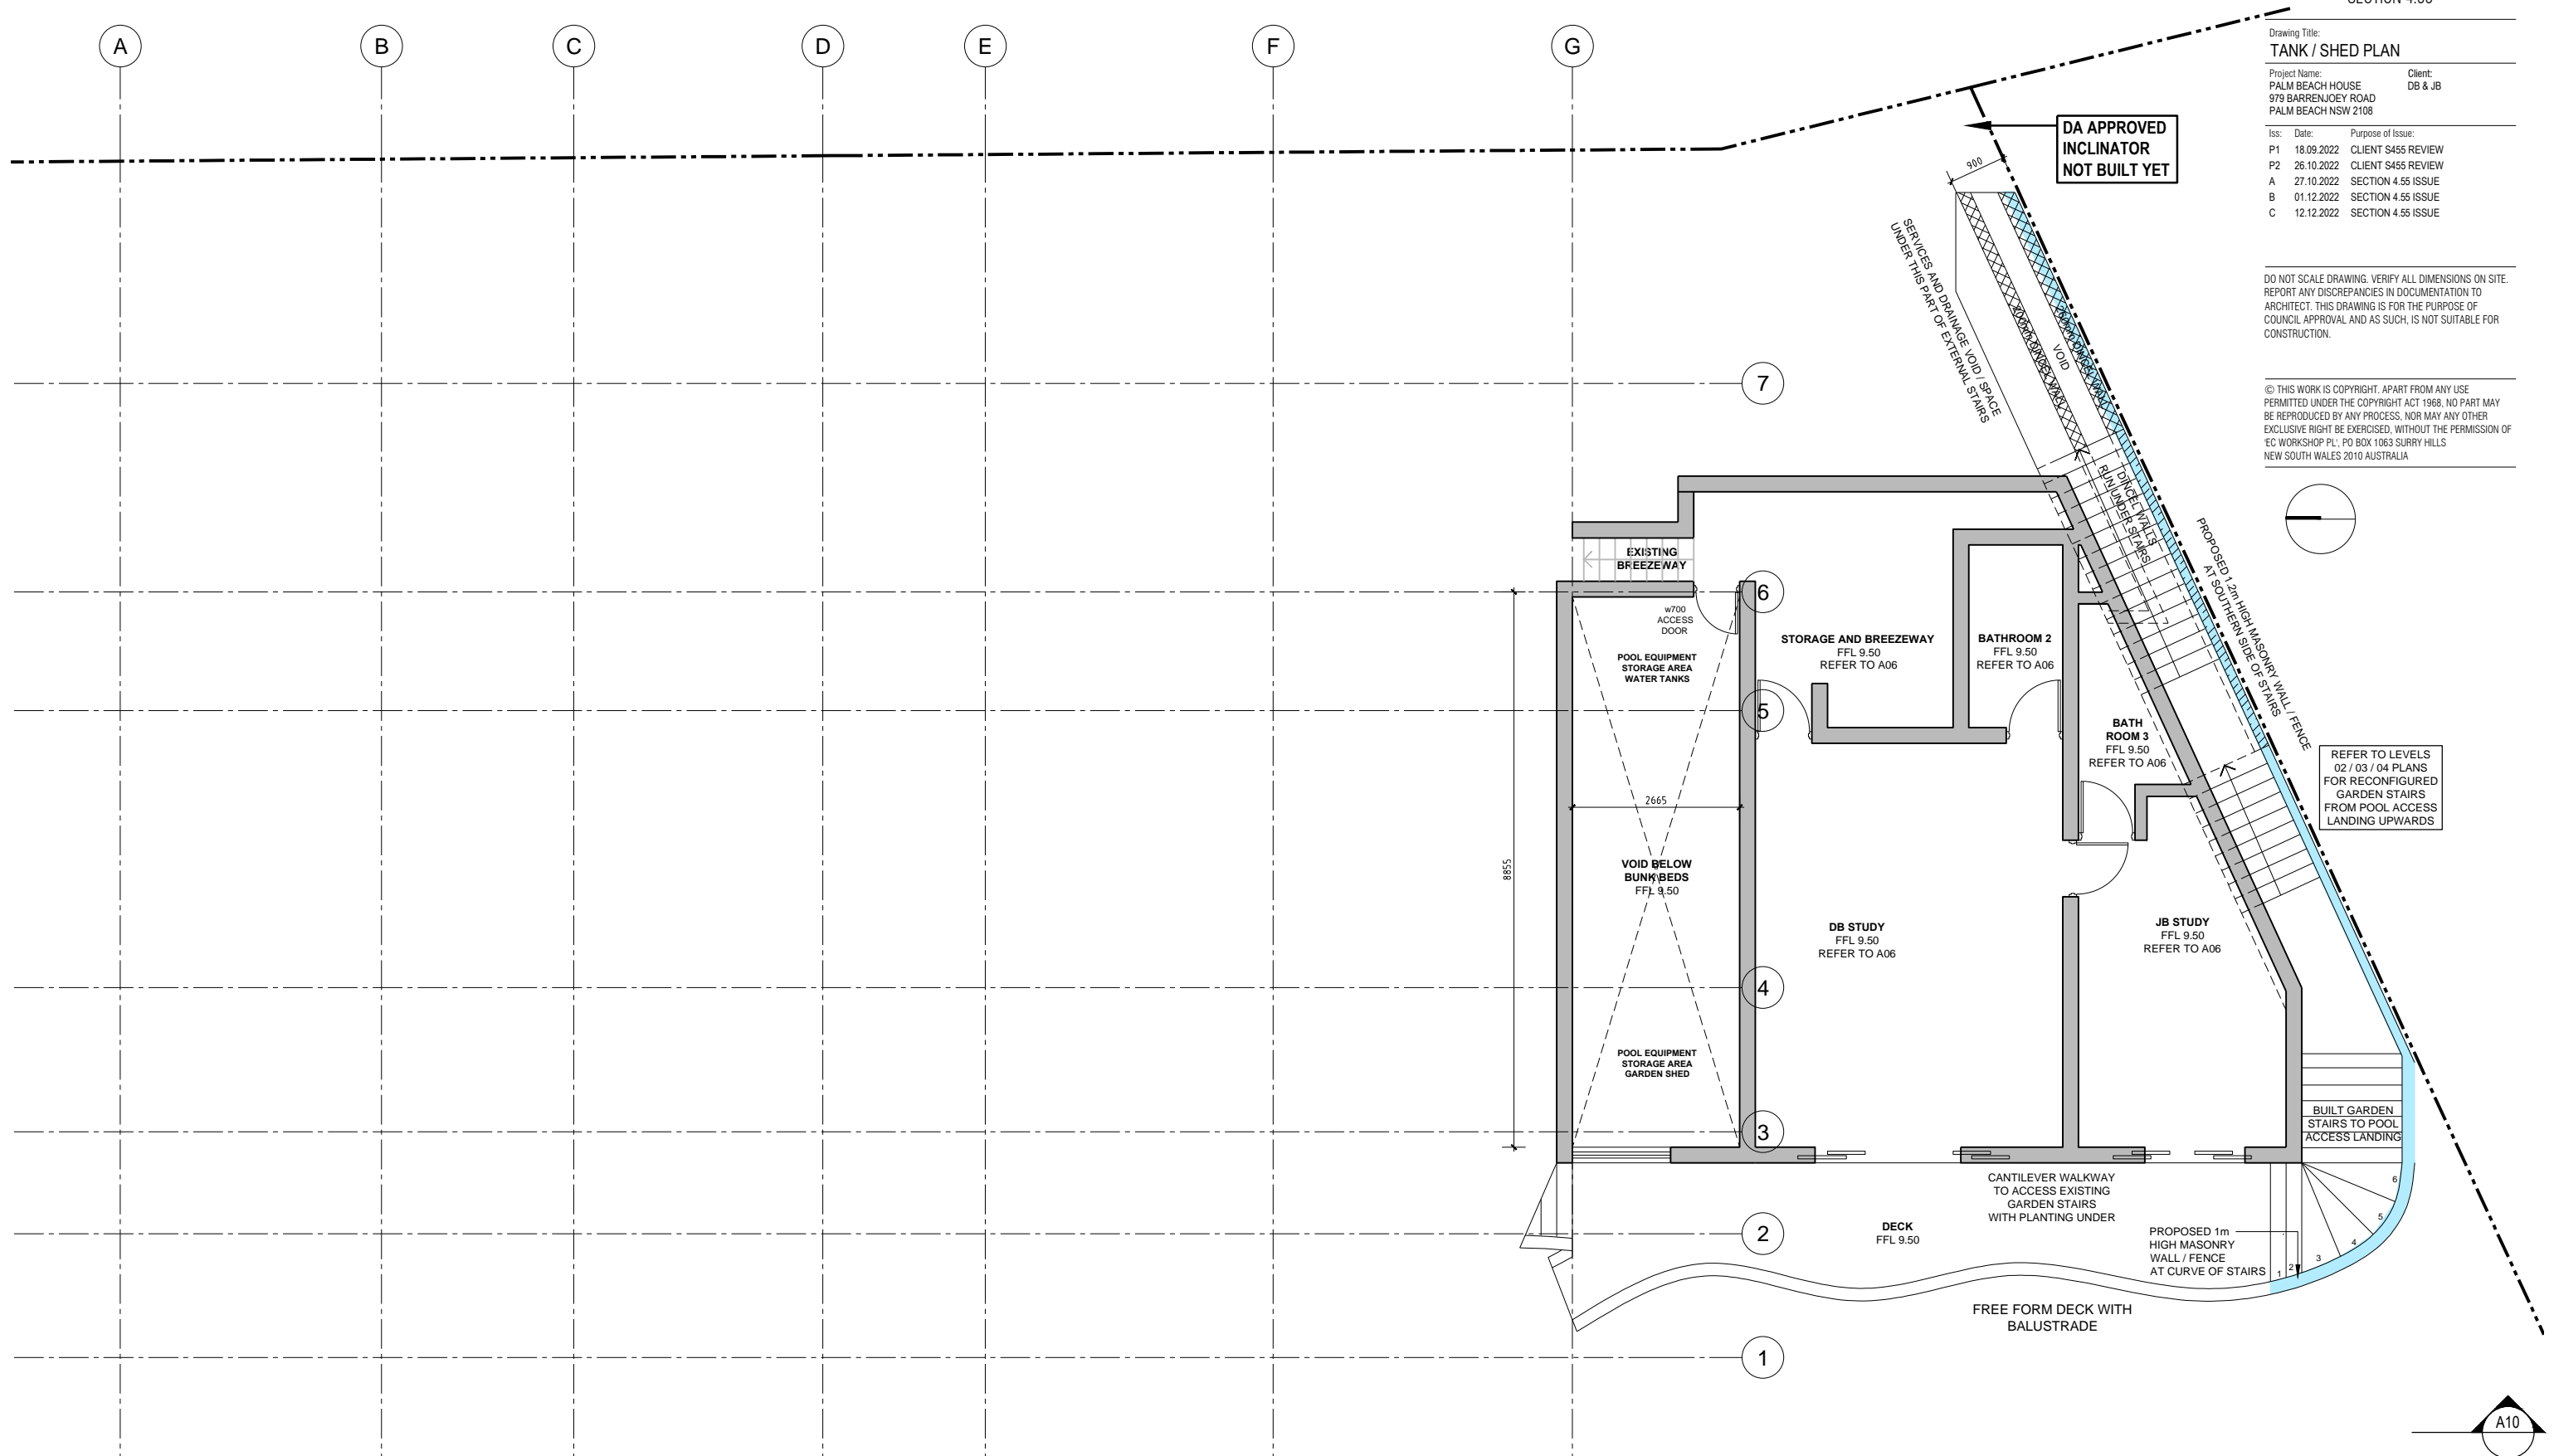 SECTION 4.55
Drawing Title:
TANK / SHED PLAN
Project Name:
Client:
PALM BEACH HOUSE
DB & JB
979 BARRENJOEY ROAD
PALM BEACH NSW 2108
Iss: Date: Purpose of Issue:
P1 18.09.2022 CLIENT S455 REVIEW
P2 26.10.2022 CLIENT S455 REVIEW
A 27.10.2022 SECTION 4.55 ISSUE
B 01.12.2022 SECTION 4.55 ISSUE
C 12.12.2022 SECTION 4.55 ISSUE
DO NOT SCALE DRAWING. VERIFY ALL DIMENSIONS ON SITE.
REPORT ANY DISCREPANCIES IN DOCUMENTATION TO
ARCHITECT. THIS DRAWING IS FOR THE PURPOSE OF
COUNCIL APPROVAL AND AS SUCH, IS NOT SUITABLE FOR
CONSTRUCTION.
© THIS WORK IS COPYRIGHT. APART FROM ANY USE
PERMITTED UNDER THE COPYRIGHT ACT 1968, NO PART MAY
BE REPRODUCED BY ANY PROCESS, NOR MAY ANY OTHER
EXCLUSIVE RIGHT BE EXERCISED, WITHOUT THE PERMISSION OF
'EC WORKSHOP PL', PO BOX 1063 SURRY HILLS
NEW SOUTH WALES 2010 AUSTRALIA
A
B
C
D
E
F
G
DA APPROVED
INCLINATOR
NOT BUILT YET
900
SERVICES AND DRAINAGE VOID / SPACE
UNDER THIS PART OF EXTERNAL STAIRS
VOID
DINCEL WALLS
RUN UNDER STAIRS
PROPOSED 1.2m HIGH MASONRY WALL / FENCE
AT SOUTHERN SIDE OF STAIRS
7
6
5
4
3
2
1
EXISTING
BREEZEWAY
w700
ACCESS
DOOR
POOL EQUIPMENT
STORAGE AREA
WATER TANKS
STORAGE AND BREEZEWAY
FFL 9.50
REFER TO A06
BATHROOM 2
FFL 9.50
REFER TO A06
BATH
ROOM 3
FFL 9.50
REFER TO A06
REFER TO LEVELS
02 / 03 / 04 PLANS
FOR RECONFIGURED
GARDEN STAIRS
FROM POOL ACCESS
LANDING UPWARDS
2665
8855
VOID BELOW
BUNK BEDS
FFL 9.50
DB STUDY
FFL 9.50
REFER TO A06
JB STUDY
FFL 9.50
REFER TO A06
POOL EQUIPMENT
STORAGE AREA
GARDEN SHED
BUILT GARDEN
STAIRS TO POOL
ACCESS LANDING
CANTILEVER WALKWAY
TO ACCESS EXISTING
GARDEN STAIRS
WITH PLANTING UNDER
DECK
FFL 9.50
PROPOSED 1m
HIGH MASONRY
WALL / FENCE
AT CURVE OF STAIRS
1
2
3
4
5
6
FREE FORM DECK WITH
BALUSTRADE
A10